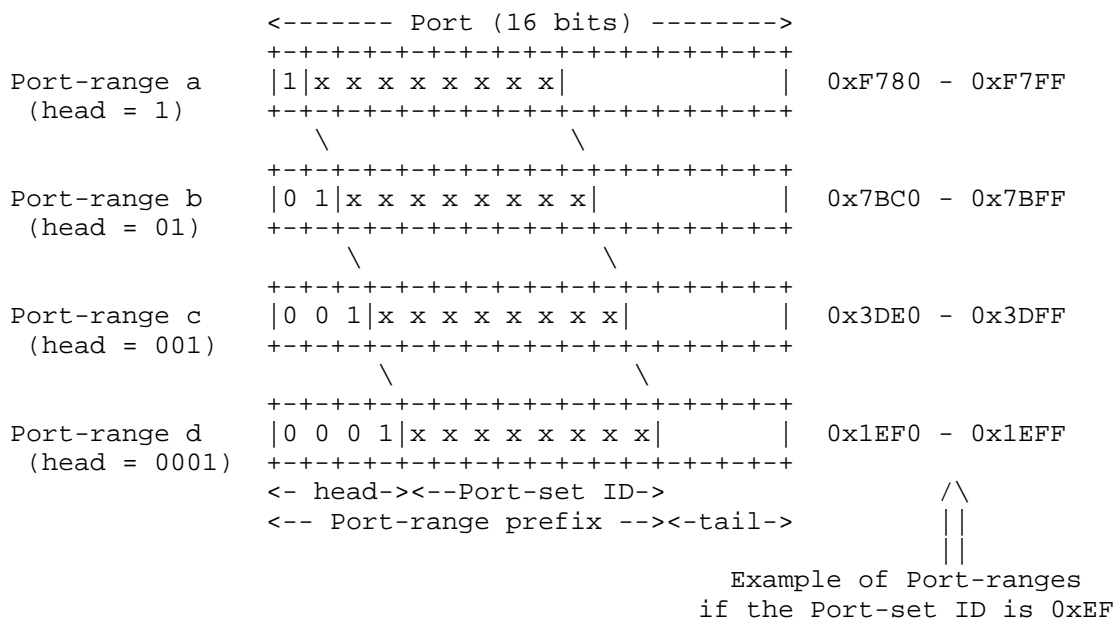 <------- Port (16 bits) -------->
                +-+-+-+-+-+-+-+-+-+-+-+-+-+-+-+-+
Port-range a    |1|x x x x x x x x|             |  0xF780 - 0xF7FF
 (head = 1)     +-+-+-+-+-+-+-+-+-+-+-+-+-+-+-+-+
                   \               \
                +-+-+-+-+-+-+-+-+-+-+-+-+-+-+-+-+
Port-range b    |0 1|x x x x x x x x|           |  0x7BC0 - 0x7BFF
 (head = 01)    +-+-+-+-+-+-+-+-+-+-+-+-+-+-+-+-+
                     \               \
                +-+-+-+-+-+-+-+-+-+-+-+-+-+-+-+-+
Port-range c    |0 0 1|x x x x x x x x|         |  0x3DE0 - 0x3DFF
 (head = 001)   +-+-+-+-+-+-+-+-+-+-+-+-+-+-+-+-+
                       \               \
                +-+-+-+-+-+-+-+-+-+-+-+-+-+-+-+-+
Port-range d    |0 0 0 1|x x x x x x x x|       |  0x1EF0 - 0x1EFF
 (head = 0001)  +-+-+-+-+-+-+-+-+-+-+-+-+-+-+-+-+
                <- head-><--Port-set ID->                 /\
                <-- Port-range prefix --><-tail->         ||
                                                          ||
                                             Example of Port-ranges
                                           if the Port-set ID is 0xEF